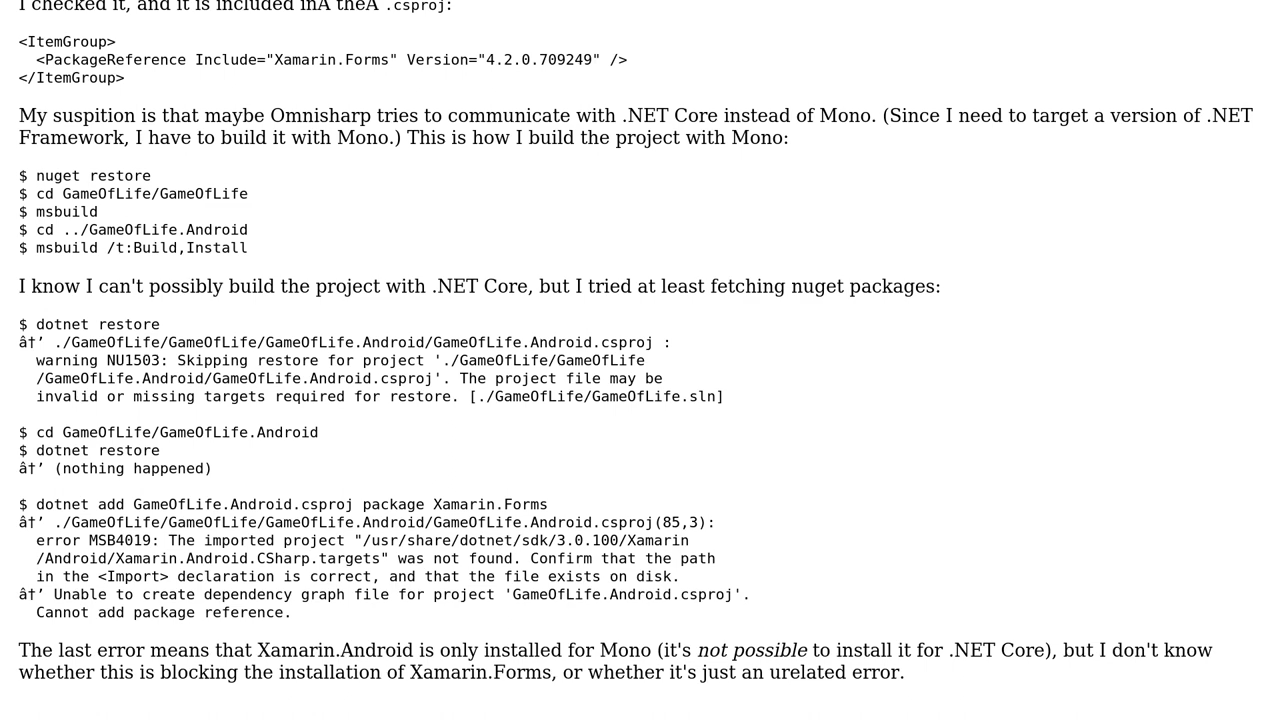 I checked it, and it is included inÂ theÂ .csproj:
<ItemGroup>
  <PackageReference Include="Xamarin.Forms" Version="4.2.0.709249" />
</ItemGroup>
My suspition is that maybe Omnisharp tries to communicate with .NET Core instead of Mono. (Since I need to target a version of .NET
Framework, I have to build it with Mono.) This is how I build the project with Mono:
$ nuget restore
$ cd GameOfLife/GameOfLife
$ msbuild
$ cd ../GameOfLife.Android
$ msbuild /t:Build,Install
I know I can't possibly build the project with .NET Core, but I tried at least fetching nuget packages:
$ dotnet restore
â†’ ./GameOfLife/GameOfLife/GameOfLife.Android/GameOfLife.Android.csproj :
  warning NU1503: Skipping restore for project './GameOfLife/GameOfLife
  /GameOfLife.Android/GameOfLife.Android.csproj'. The project file may be
  invalid or missing targets required for restore. [./GameOfLife/GameOfLife.sln]
$ cd GameOfLife/GameOfLife.Android
$ dotnet restore
â†’ (nothing happened)
$ dotnet add GameOfLife.Android.csproj package Xamarin.Forms
â†’ ./GameOfLife/GameOfLife/GameOfLife.Android/GameOfLife.Android.csproj(85,3):
  error MSB4019: The imported project "/usr/share/dotnet/sdk/3.0.100/Xamarin
  /Android/Xamarin.Android.CSharp.targets" was not found. Confirm that the path
  in the <Import> declaration is correct, and that the file exists on disk.
â†’ Unable to create dependency graph file for project 'GameOfLife.Android.csproj'.
  Cannot add package reference.
The last error means that Xamarin.Android is only installed for Mono (it's not possible to install it for .NET Core), but I don't know
whether this is blocking the installation of Xamarin.Forms, or whether it's just an urelated error.